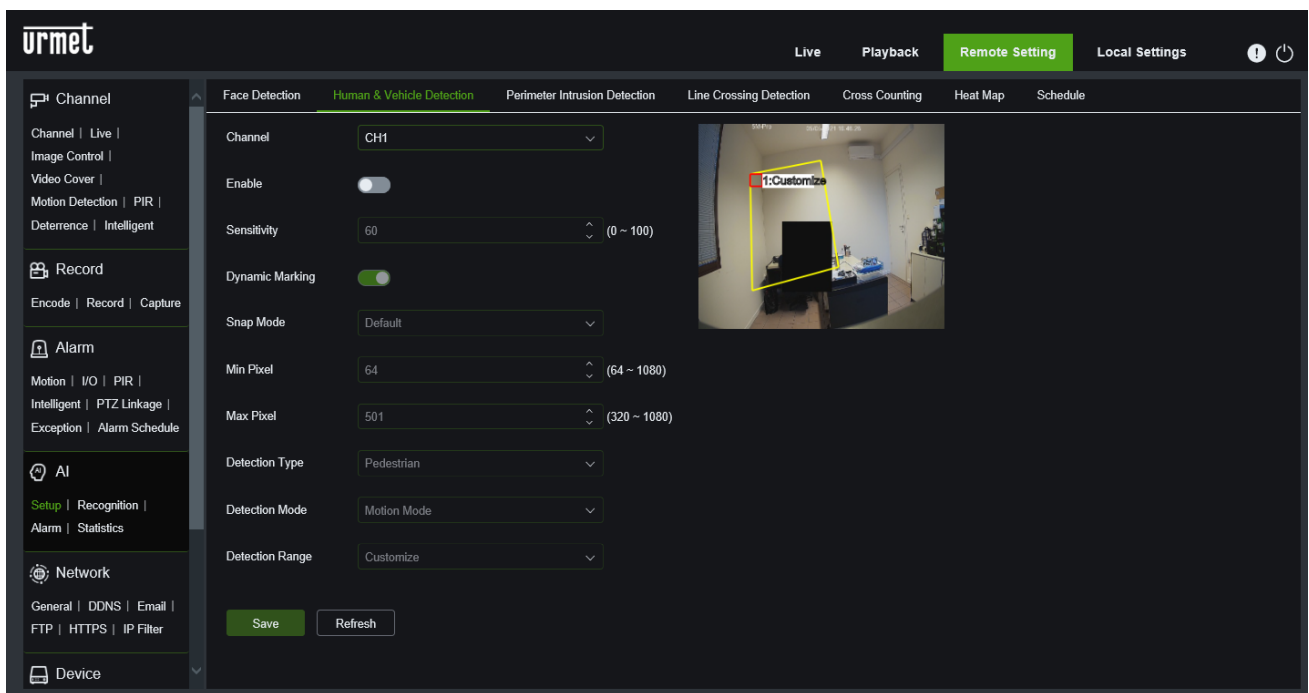 urmet
Live Playback Remote Setting Local Settings
Channel
Channel | Live |
Image Control |
Video Cover |
Motion Detection | PIR |
Deterrence | Intelligent
Record
Encode | Record | Capture
Alarm
Motion | I/O | PIR |
Intelligent | PTZ Linkage |
Exception | Alarm Schedule
AI
Setup | Recognition |
Alarm | Statistics
Network
General | DDNS | Email |
FTP | HTTPS | IP Filter
Device
Face Detection Human & Vehicle Detection Perimeter Intrusion Detection Line Crossing Detection Cross Counting Heat Map Schedule
Channel CH1
Enable
Sensitivity 60 (0 ~ 100)
Dynamic Marking
Snap Mode Default
Min Pixel 64 (64 ~ 1080)
Max Pixel 501 (320 ~ 1080)
Detection Type Pedestrian
Detection Mode Motion Mode
Detection Range Customize
Save Refresh
1:Customize